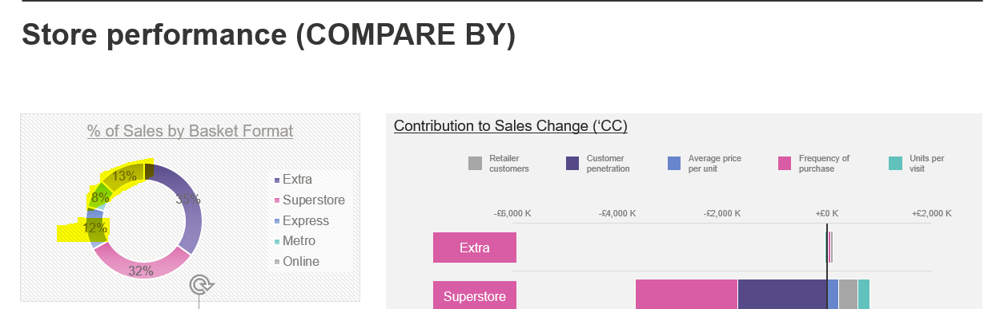 Store performance (COMPARE BY)
% of Sales by Basket Format
13%
8%
35%
12%
32%
Extra
Superstore
Express
Metro
Online
Contribution to Sales Change (‘CC)
Retailer
customers
Customer
penetration
Average price
per unit
Frequency of
purchase
Units per
visit
-£6,000 K
-£4,000 K
-£2,000 K
+£0 K
+£2,000 K
Extra
Superstore